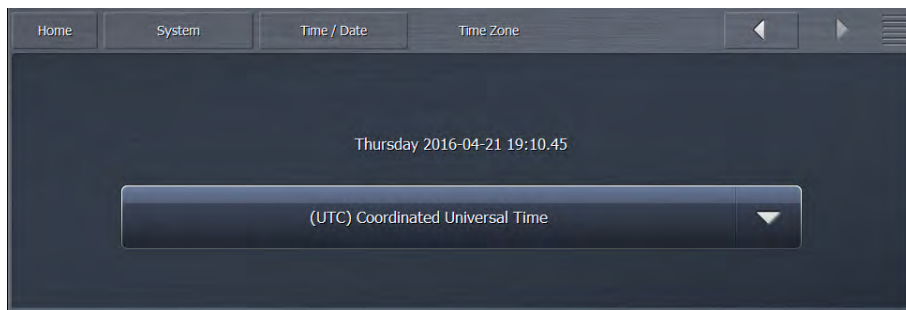 Home System Time / Date Time Zone
Thursday 2016-04-21 19:10.45
(UTC) Coordinated Universal Time